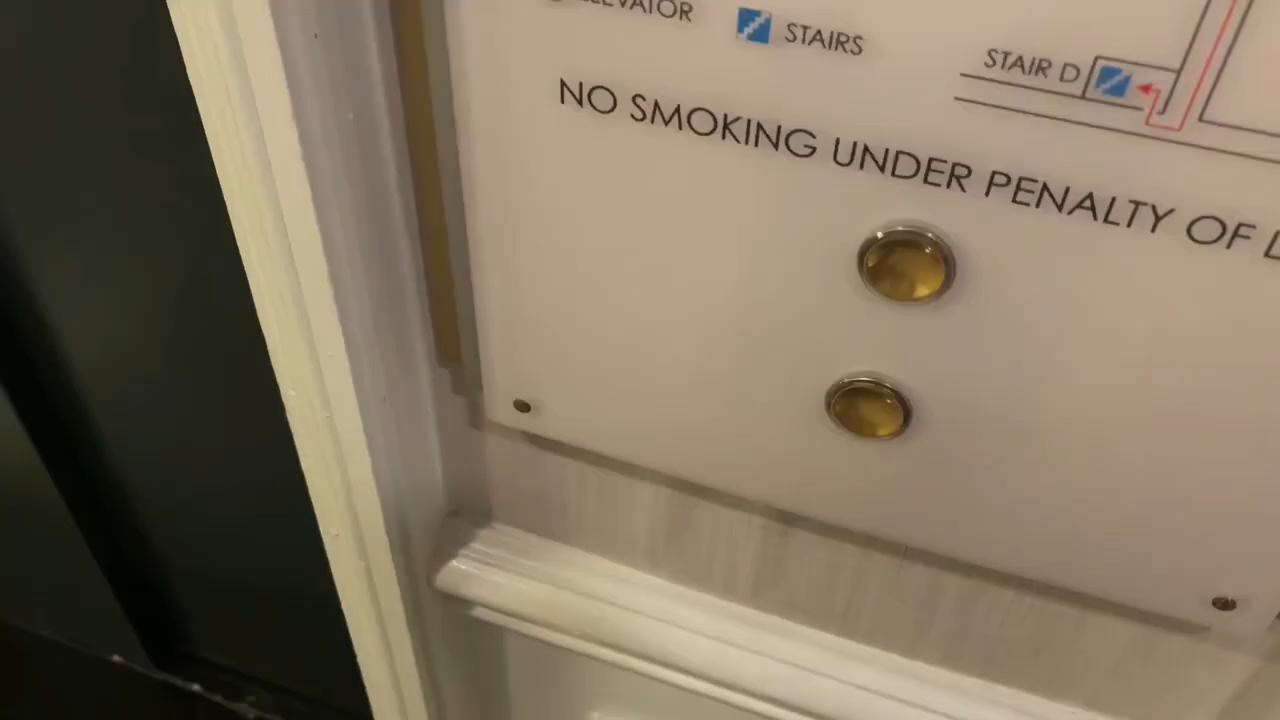 ELEVATOR
STAIRS
STAIR D
NO SMOKING UNDER PENALTY OF